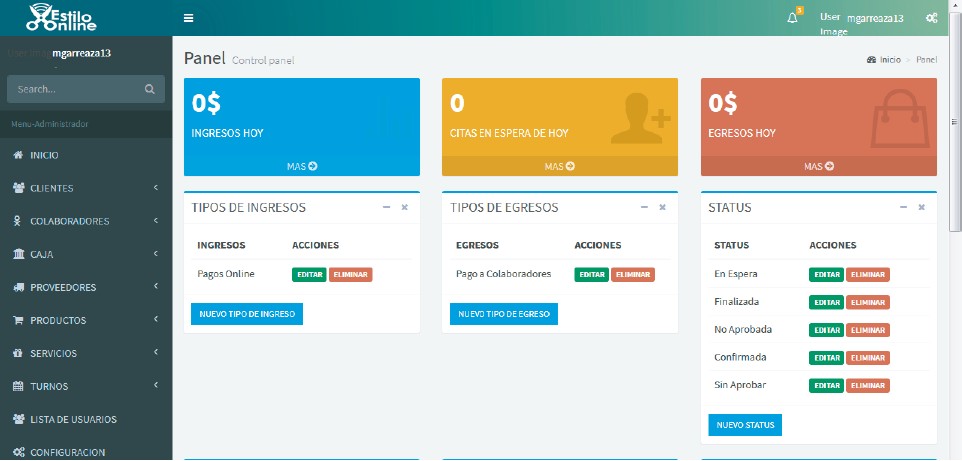 Estilo
Online
3
User
Image
mgarreaza13
mgarreaza13
Search...
Menu-Administrador
INICIO
CLIENTES
COLABORADORES
CAJA
PROVEEDORES
PRODUCTOS
SERVICIOS
TURNOS
LISTA DE USUARIOS
CONFIGURACION
Panel Control panel
Inicio > Panel
0$
INGRESOS HOY
MAS
0
CITAS EN ESPERA DE HOY
MAS
0$
EGRESOS HOY
MAS
TIPOS DE INGRESOS
INGRESOS ACCIONES
Pagos Online EDITAR ELIMINAR
NUEVO TIPO DE INGRESO
TIPOS DE EGRESOS
EGRESOS ACCIONES
Pago a Colaboradores EDITAR ELIMINAR
NUEVO TIPO DE EGRESO
STATUS
STATUS ACCIONES
En Espera EDITAR ELIMINAR
Finalizada EDITAR ELIMINAR
No Aprobada EDITAR ELIMINAR
Confirmada EDITAR ELIMINAR
Sin Aprobar EDITAR ELIMINAR
NUEVO STATUS